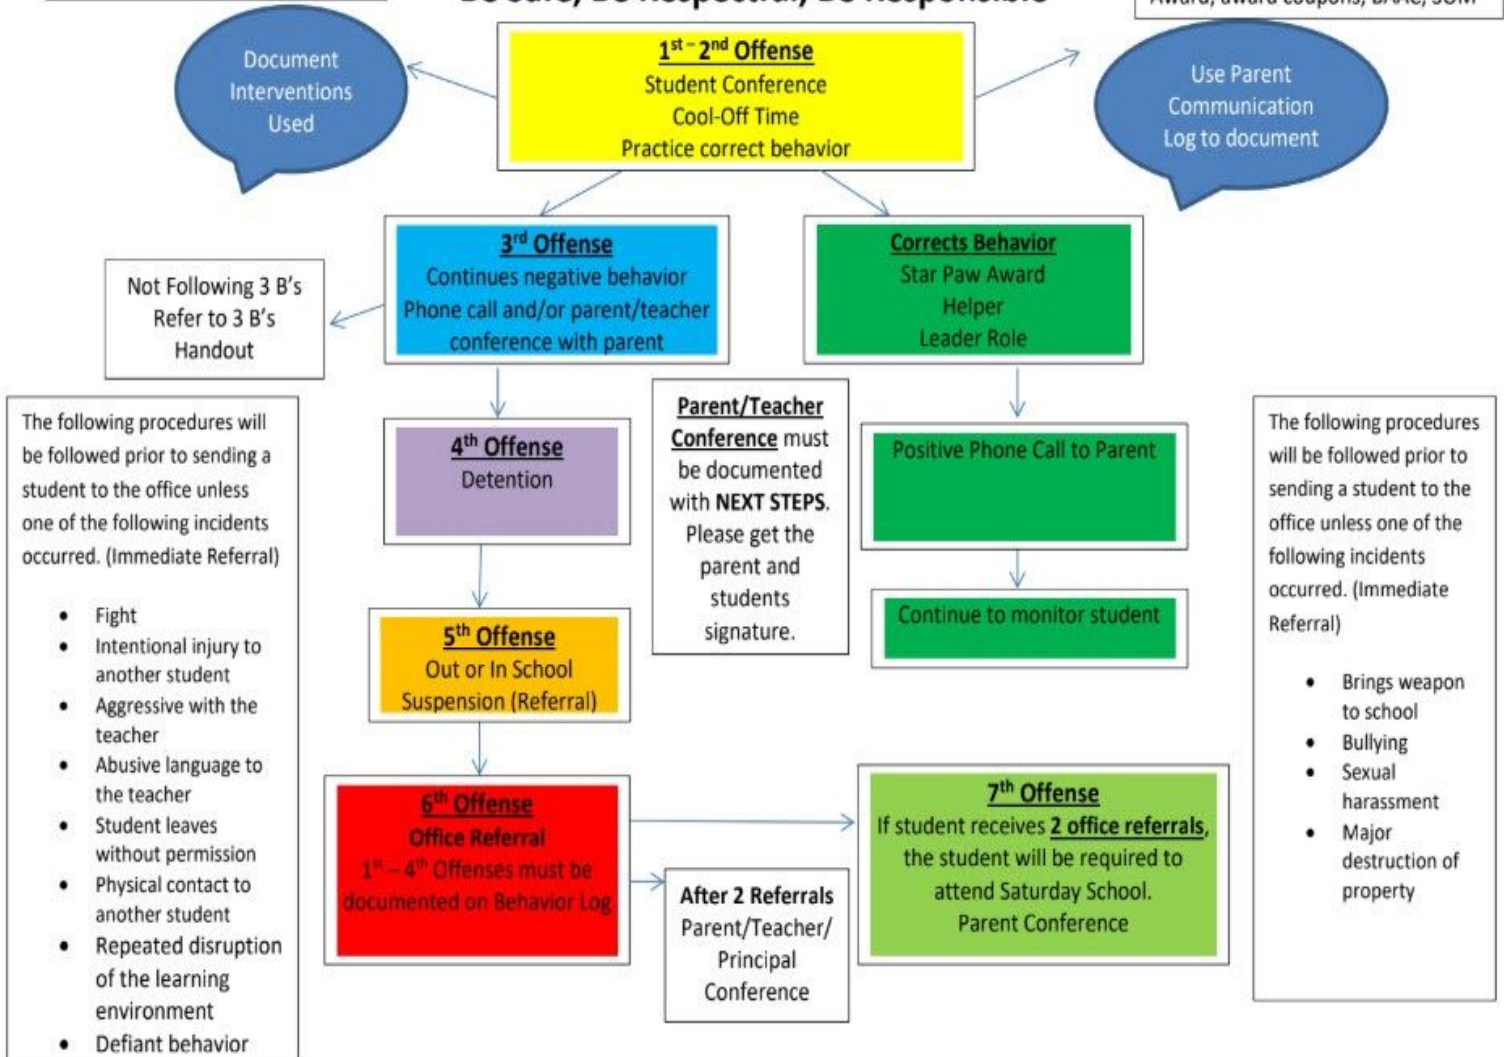 Be Safe, Be Respectful, Be Responsible
Award, award coupons, BAAC, SOM
Document
Interventions
Used
1st – 2nd Offense
Student Conference
Cool-Off Time
Practice correct behavior
Use Parent
Communication
Log to document
3rd Offense
Continues negative behavior
Phone call and/or parent/teacher
conference with parent
Corrects Behavior
Star Paw Award
Helper
Leader Role
Not Following 3 B's
Refer to 3 B's
Handout
The following procedures will
be followed prior to sending a
student to the office unless
one of the following incidents
occurred. (Immediate Referral)
• Fight
• Intentional injury to
another student
• Aggressive with the
teacher
• Abusive language to
the teacher
• Student leaves
without permission
• Physical contact to
another student
• Repeated disruption
of the learning
environment
• Defiant behavior
4th Offense
Detention
Parent/Teacher
Conference must
be documented
with NEXT STEPS.
Please get the
parent and
students
signature.
Positive Phone Call to Parent
Continue to monitor student
5th Offense
Out or In School
Suspension (Referral)
6th Offense
Office Referral
1st – 4th Offenses must be
documented on Behavior Log
After 2 Referrals
Parent/Teacher/
Principal
Conference
7th Offense
If student receives 2 office referrals,
the student will be required to
attend Saturday School.
Parent Conference
The following procedures
will be followed prior to
sending a student to the
office unless one of the
following incidents
occurred. (Immediate
Referral)
• Brings weapon
to school
• Bullying
• Sexual
harassment
• Major
destruction of
property